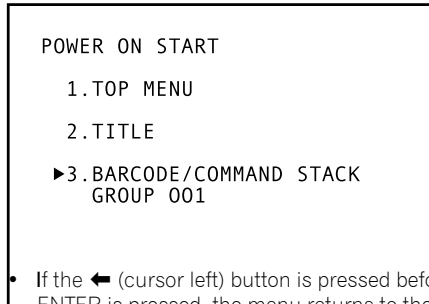 POWER ON START
1.TOP MENU
2.TITLE
▶3.BARCODE/COMMAND STACK
GROUP 001
• If the ⬅ (cursor left) button is pressed
ENTER is pressed, the menu returns to the